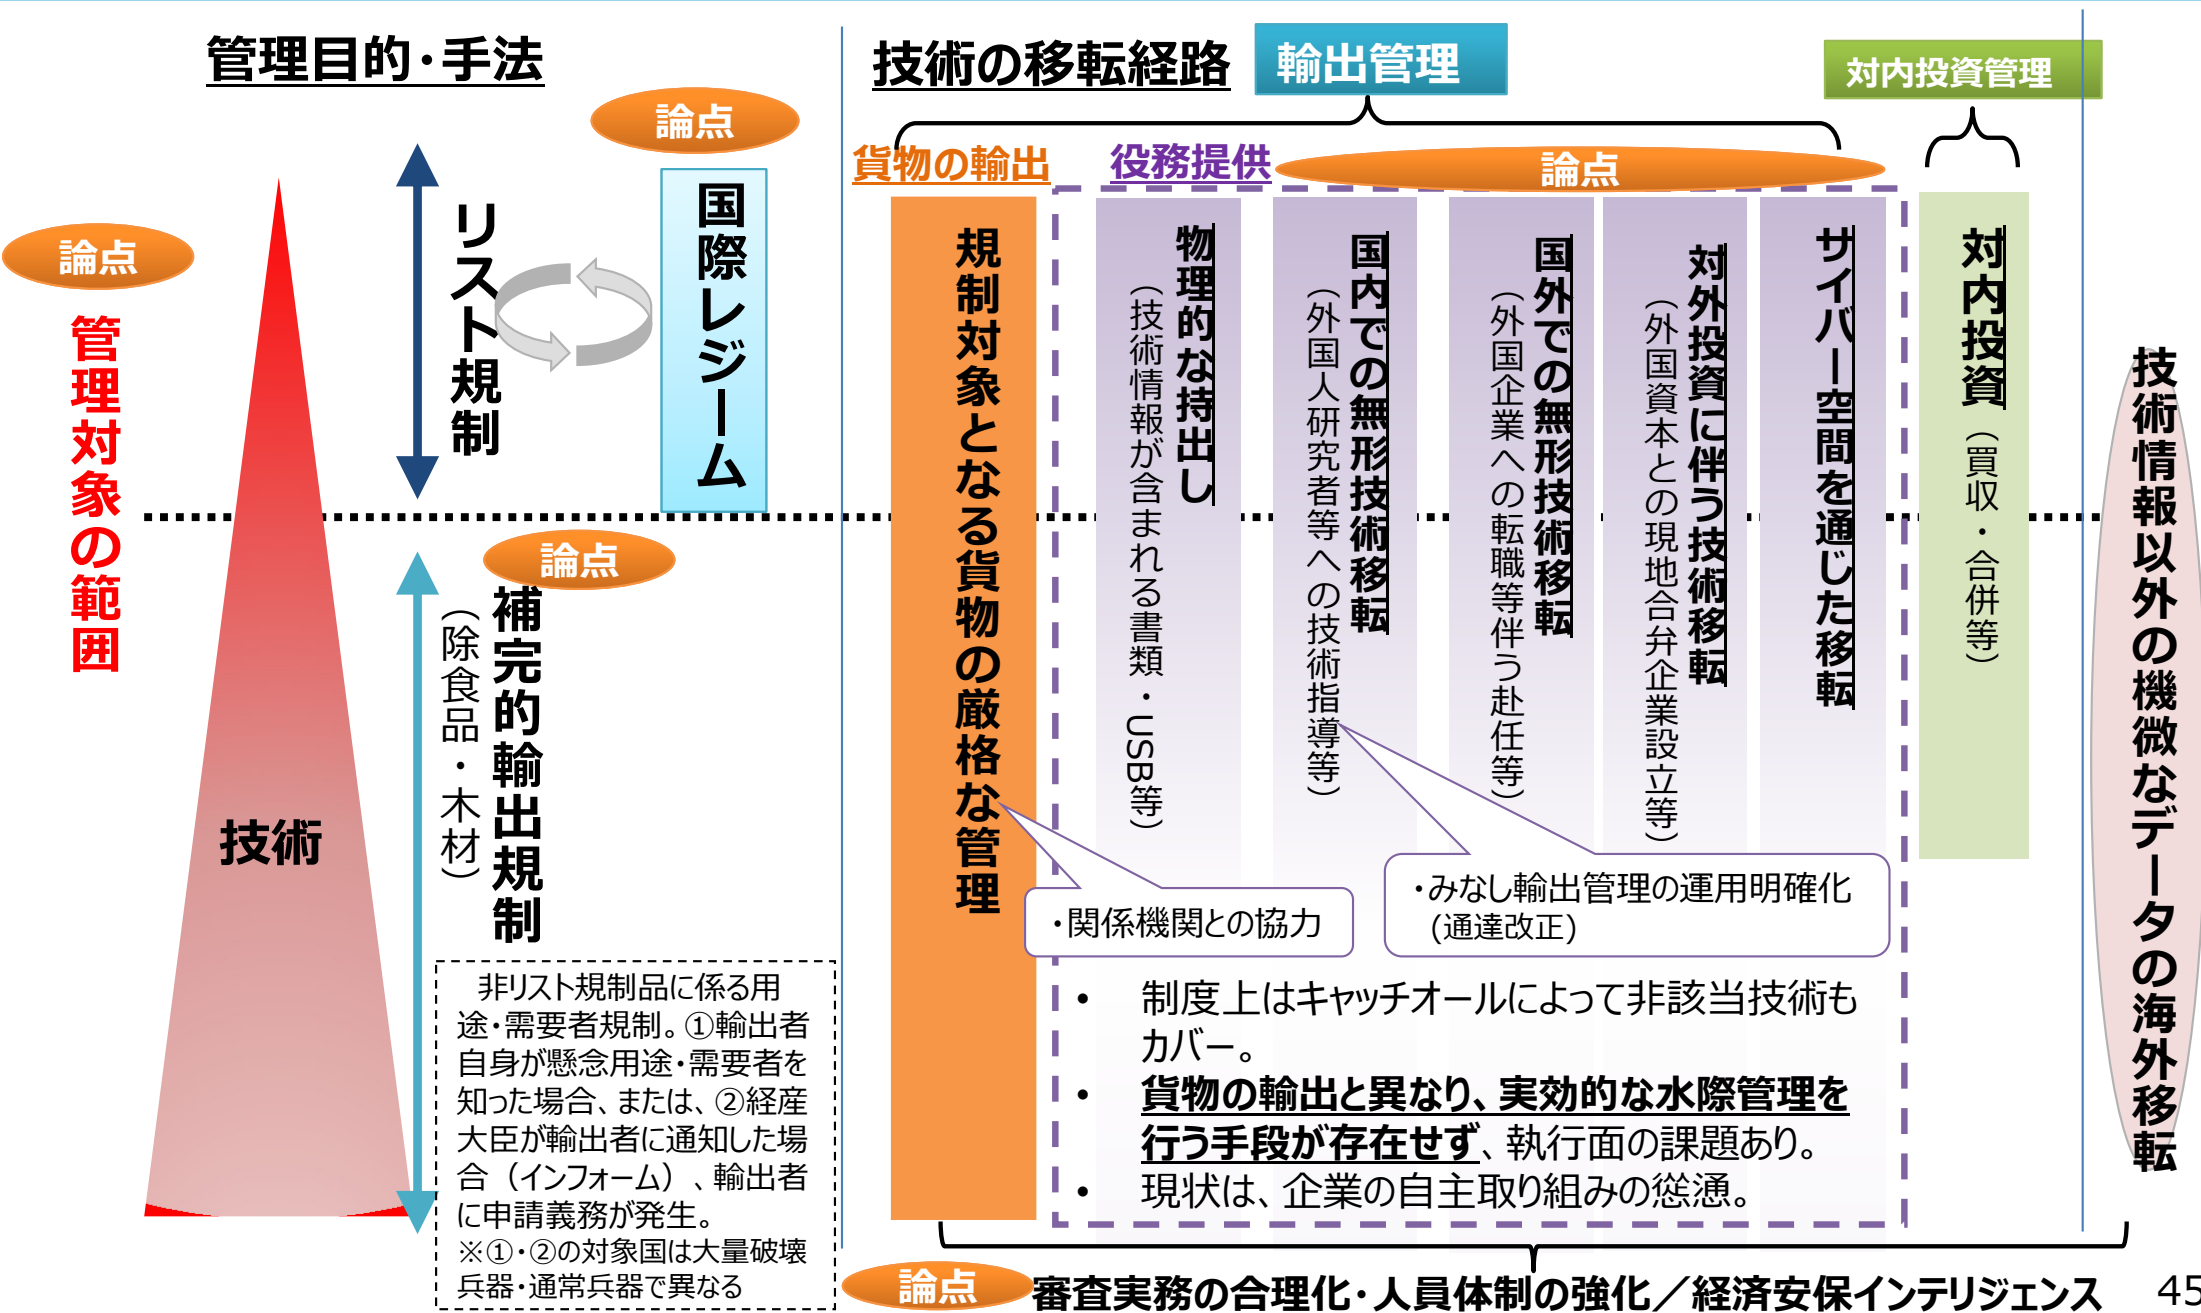 管理目的・手法
論点
論点
管理対象の範囲
技術
リスト規制
国際レジーム
論点
補完的輸出規制
（除食品・木材）
非リスト規制品に係る用
途・需要者規制。①輸出者
自身が懸念用途・需要者を
知った場合、または、②経産
大臣が輸出者に通知した場
合（インフォーム）、輸出者
に申請義務が発生。
※①・②の対象国は大量破壊
兵器・通常兵器で異なる
技術の移転経路
輸出管理
対内投資管理
貨物の輸出
役務提供
論点
規制対象となる貨物の厳格な管理
物理的な持出し
（技術情報が含まれる書類・USB等）
国内での無形技術移転
（外国人研究者等への技術指導等）
国外での無形技術移転
（外国企業への転職等伴う赴任等）
対外投資に伴う技術移転
（外国資本との現地合弁企業設立等）
サイバー空間を通じた移転
対内投資（買収・合併等）
技術情報以外の機微なデータの海外移転
・関係機関との協力
・みなし輸出管理の運用明確化
(通達改正)
• 制度上はキャッチオールによって非該当技術も
カバー。
• 貨物の輸出と異なり、実効的な水際管理を
行う手段が存在せず、執行面の課題あり。
• 現状は、企業の自主取り組みの慫慂。
論点
審査実務の合理化・人員体制の強化／経済安保インテリジェンス
45